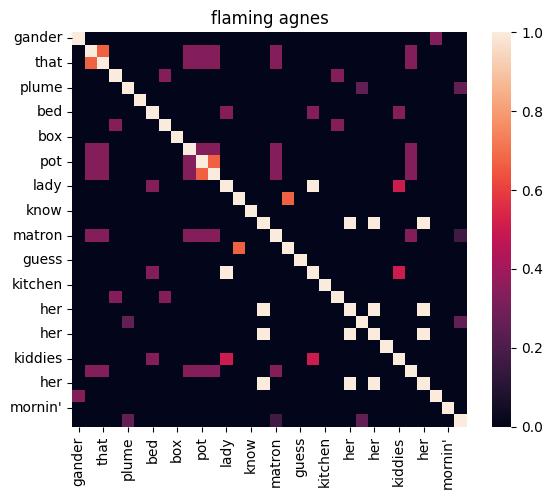 flaming agnes
gander
that
plume
bed
box
pot
lady
know
matron
guess
kitchen
her
her
kiddies
her
mornin'
gander
that
plume
bed
box
pot
lady
know
matron
guess
kitchen
her
her
kiddies
her
mornin'
1.0
0.8
0.6
0.4
0.2
0.0